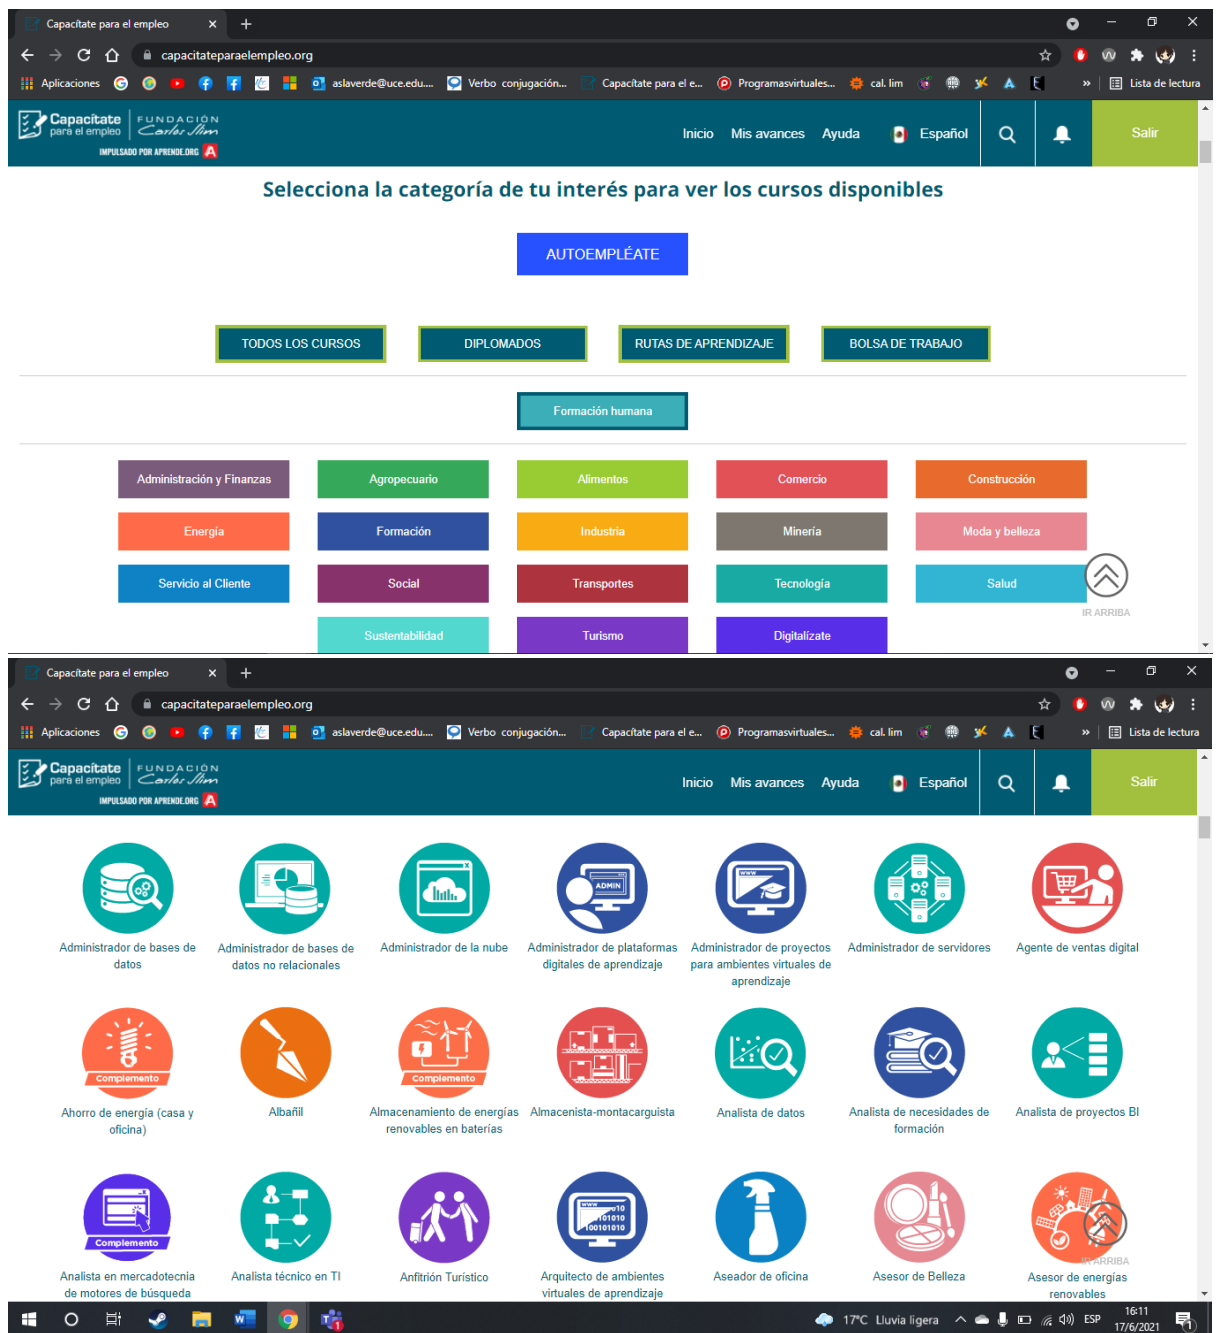 Capacítate para el empleo
capacitateparaelempleo.org
Aplicaciones aslaverde@uce.edu.... Verbo conjugación... Capacítate para el e... Programasvirtuales... cal. lim » Lista de lectura
Capacítate para el empleo FUNDACIÓN Carlos Slim
IMPULSADO POR APRENDE.ORG
Inicio Mis avances Ayuda Español Salir
Selecciona la categoría de tu interés para ver los cursos disponibles
AUTOEMPLÉATE
TODOS LOS CURSOS DIPLOMADOS RUTAS DE APRENDIZAJE BOLSA DE TRABAJO
Formación humana
Administración y Finanzas Agropecuario Alimentos Comercio Construcción
Energía Formación Industria Minería Moda y belleza
Servicio al Cliente Social Transportes Tecnología Salud
IR ARRIBA
Sustentabilidad Turismo Digitalízate
Capacítate para el empleo
capacitateparaelempleo.org
Aplicaciones aslaverde@uce.edu.... Verbo conjugación... Capacítate para el e... Programasvirtuales... cal. lim » Lista de lectura
Capacítate para el empleo FUNDACIÓN Carlos Slim
IMPULSADO POR APRENDE.ORG
Inicio Mis avances Ayuda Español Salir
ADMIN
WWW
Administrador de bases de datos
Administrador de bases de datos no relacionales
Administrador de la nube
Administrador de plataformas digitales de aprendizaje
Administrador de proyectos para ambientes virtuales de aprendizaje
Administrador de servidores
Agente de ventas digital
Complemento
Complemento
Ahorro de energía (casa y oficina)
Albañil
Almacenamiento de energías renovables en baterías
Almacenista-montacarguista
Analista de datos
Analista de necesidades de formación
Analista de proyectos BI
Complemento
WWW
IR ARRIBA
Analista en mercadotecnia de motores de búsqueda
Analista técnico en TI
Anfitrión Turístico
Arquitecto de ambientes virtuales de aprendizaje
Aseador de oficina
Asesor de Belleza
Asesor de energías renovables
17°C Lluvia ligera ESP 16:11
17/6/2021